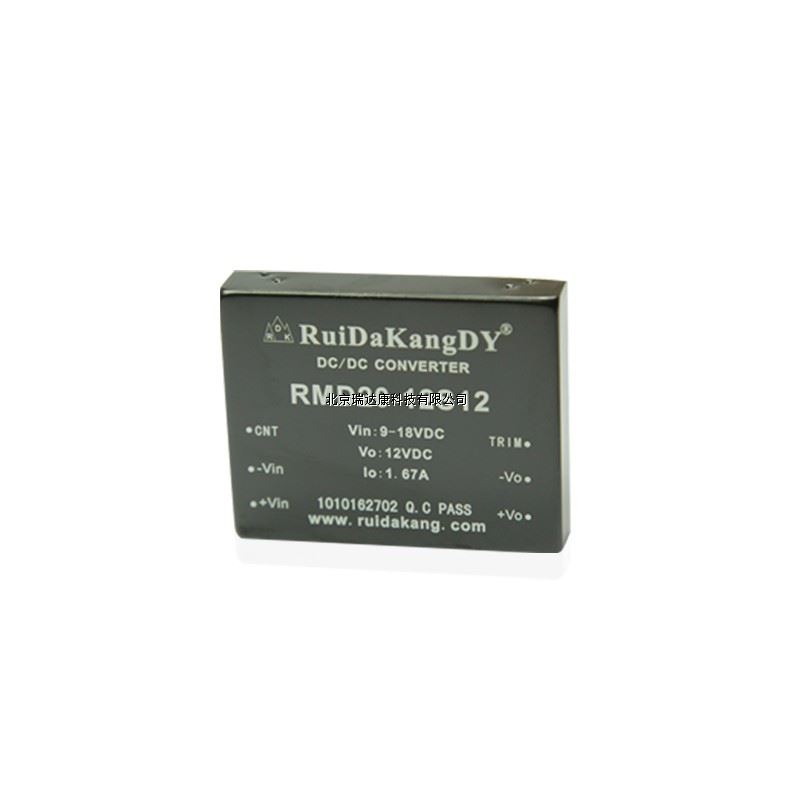 RDK RuiDaKangDY®
DC/DC CONVERTER
北京瑞达康科技有限公司
Vin:9-18VDC
Vo:12VDC
Io:1.67A
•CNT
•-Vin
•+Vin
TRIM•
-Vo•
+Vo•
1010162702 Q.C PASS
www.ruidakang.com